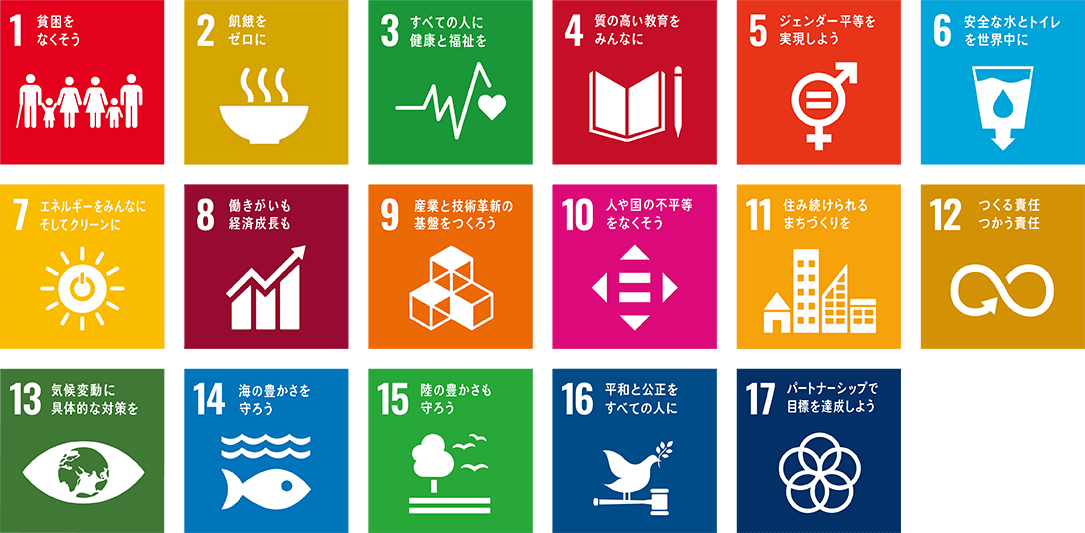 1 貧困を
なくそう
2 飢餓を
ゼロに
3 すべての人に
健康と福祉を
4 質の高い教育を
みんなに
5 ジェンダー平等を
実現しよう
6 安全な水とトイレ
を世界中に
7 エネルギーをみんなに
そしてクリーンに
8 働きがいも
経済成長も
9 産業と技術革新の
基盤をつくろう
10 人や国の不平等
をなくそう
11 住み続けられる
まちづくりを
12 つくる責任
つかう責任
13 気候変動に
具体的な対策を
14 海の豊かさを
守ろう
15 陸の豊かさも
守ろう
16 平和と公正を
すべての人に
17 パートナーシップで
目標を達成しよう